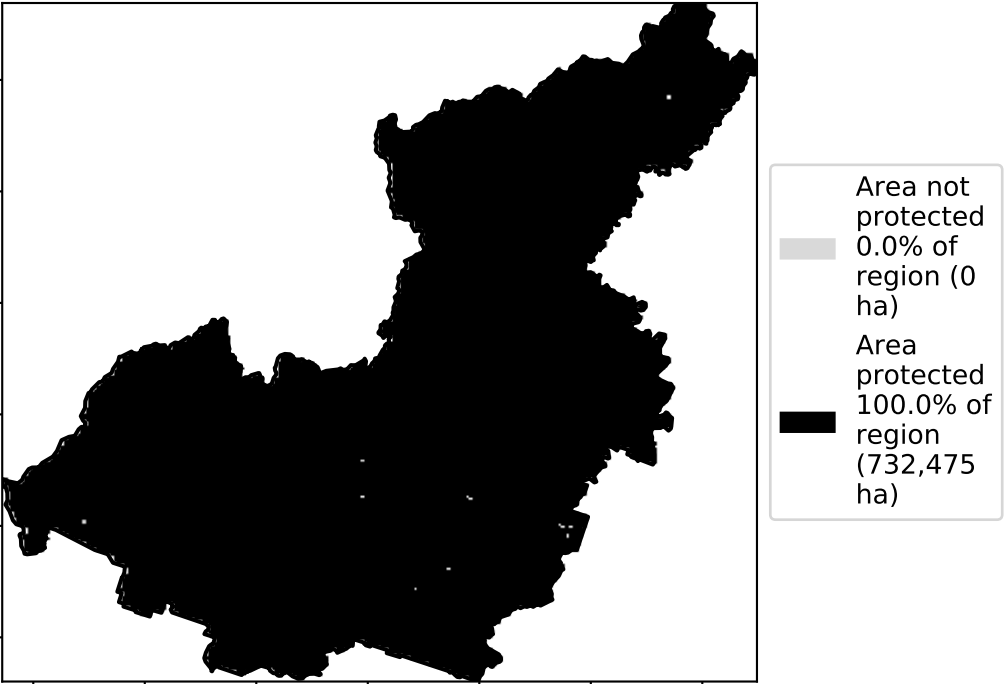 Area not
protected
0.0% of
region (0
ha)
Area
protected
100.0% of
region
(732,475
ha)